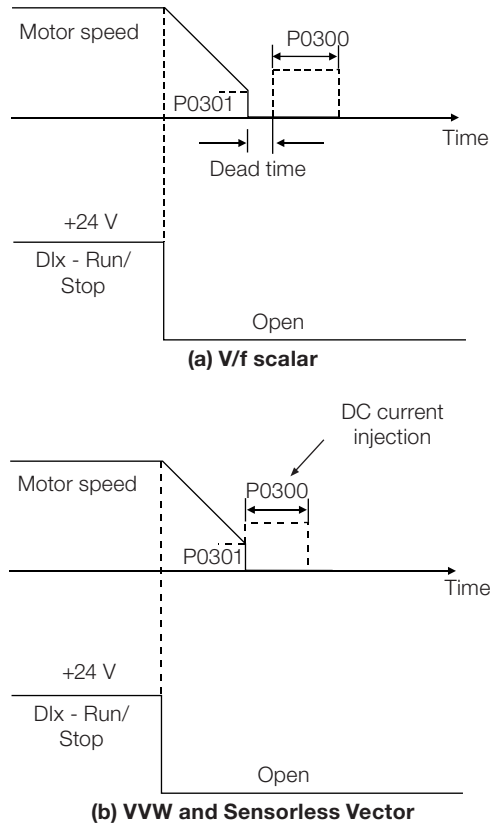 Motor speed
P0300
P0301
Time
Dead time
+24 V
DIx - Run/
Stop
Open
(a) V/f scalar
DC current
injection
Motor speed
P0300
P0301
Time
+24 V
DIx - Run/
Stop
Open
(b) VVW and Sensorless Vector